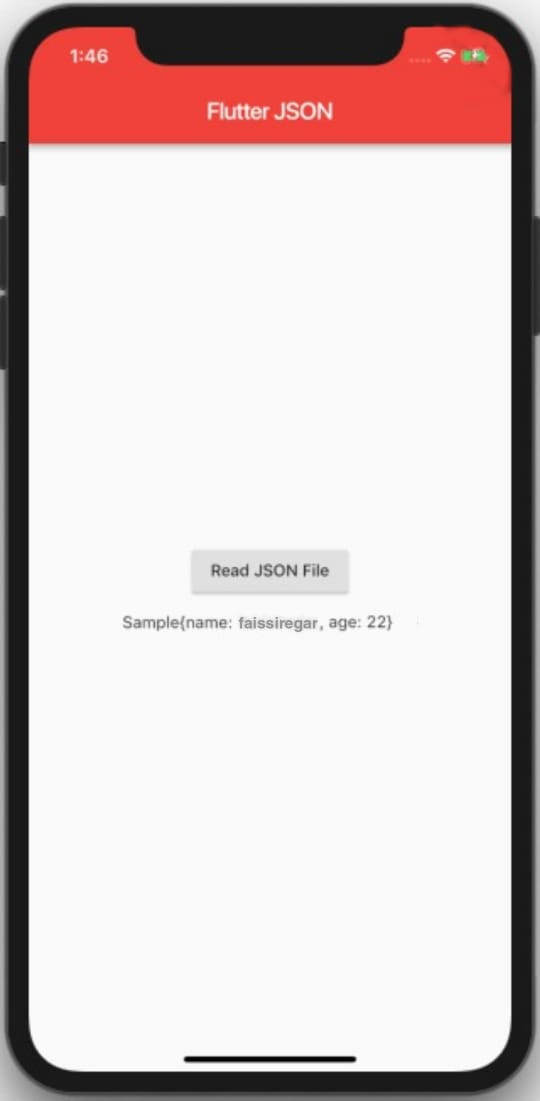 1:46
Flutter JSON
Read JSON File
Sample{name: faissiregar, age: 22}